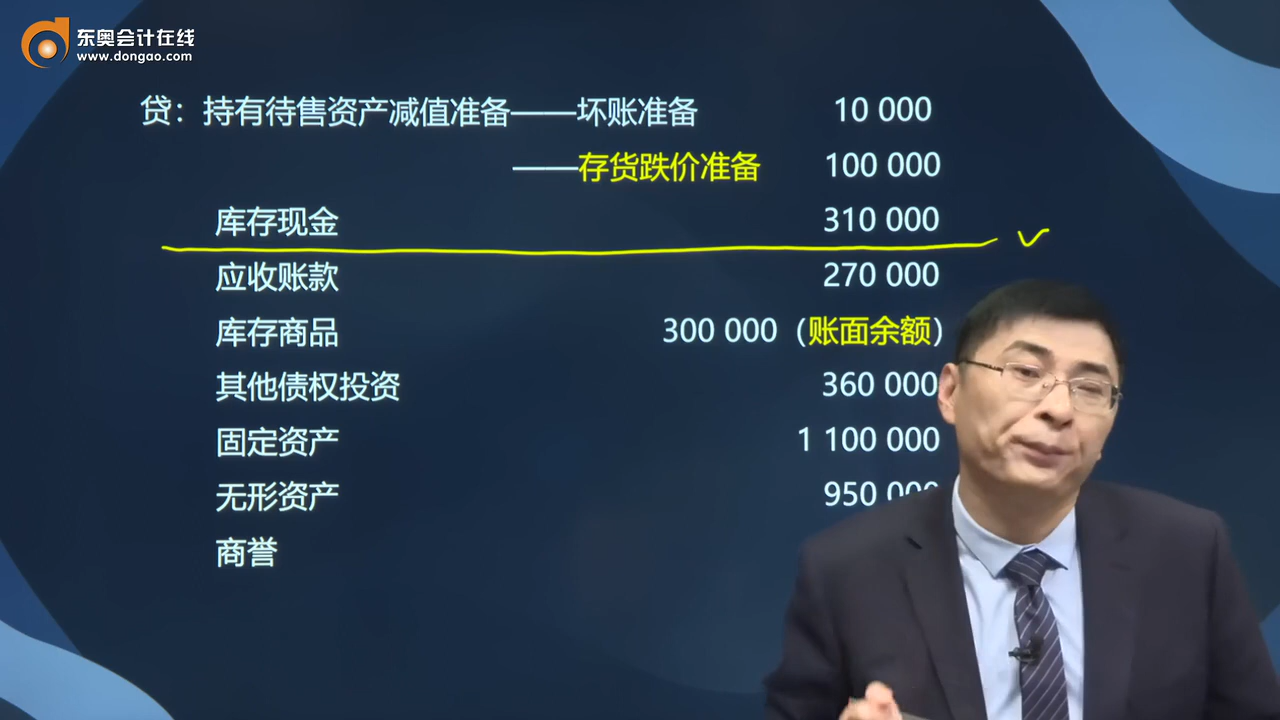 东奥会计在线
www.dongao.com
贷：持有待售资产减值准备——坏账准备 10 000
——存货跌价准备 100 000
库存现金 310 000
应收账款 270 000
库存商品 300 000（账面余额）
其他债权投资 360 000
固定资产 1 100 000
无形资产 950 000
商誉